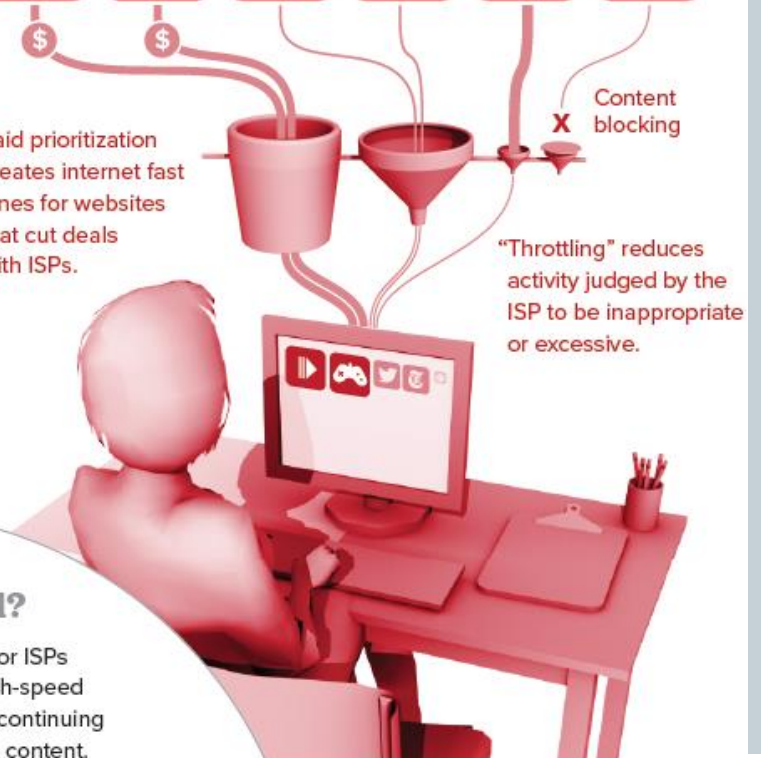 $ $
Content
X blocking
aid prioritization
eates internet fast
nes for websites
at cut deals
ith ISPs.
“Throttling” reduces
activity judged by the
ISP to be inappropriate
or excessive.
l?
or ISPs
h-speed
continuing
content.